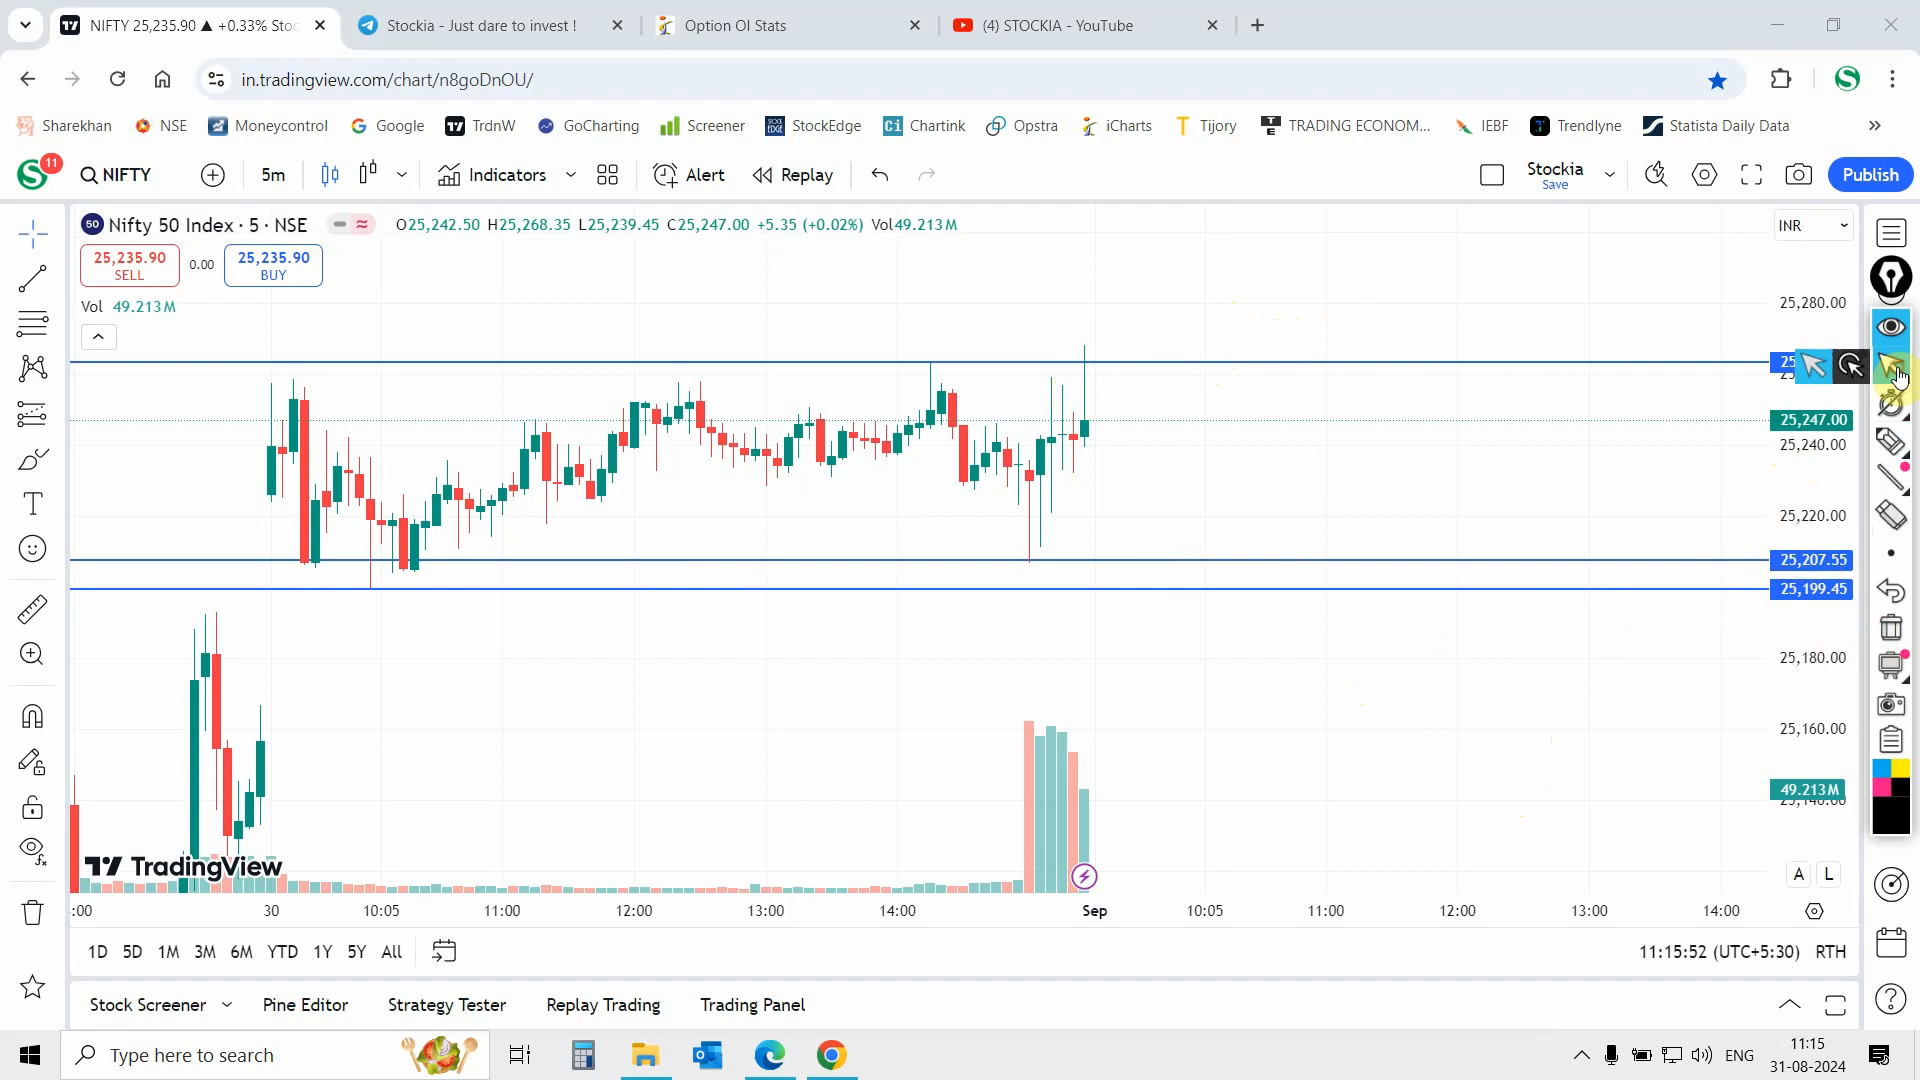 NIFTY 25,235.90 ▲ +0.33% Stoc
Stockia - Just dare to invest !
Option OI Stats
(4) STOCKIA - YouTube
in.tradingview.com/chart/n8goDnOU/
Sharekhan NSE Moneycontrol Google TrdnW GoCharting Screener StockEdge Chartink Opstra iCharts Tijory TRADING ECONOM... IEBF Trendlyne Statista Daily Data
11 NIFTY 5m Indicators Alert Replay Stockia Publish
Save
50 Nifty 50 Index · 5 · NSE O25,242.50 H25,268.35 L25,239.45 C25,247.00 +5.35 (+0.02%) Vol49.213M INR
25,235.90 0.00 25,235.90
SELL BUY
Vol 49.213M
25,280.00
25,247.00
25,240.00
25,220.00
25,207.55
25,199.45
25,180.00
25,160.00
49.213M
TradingView
A L
:00 30 10:05 11:00 12:00 13:00 14:00 Sep 10:05 11:00 12:00 13:00 14:00
1D 5D 1M 3M 6M YTD 1Y 5Y All 11:15:52 (UTC+5:30) RTH
Stock Screener Pine Editor Strategy Tester Replay Trading Trading Panel
Type here to search
ENG
11:15
31-08-2024